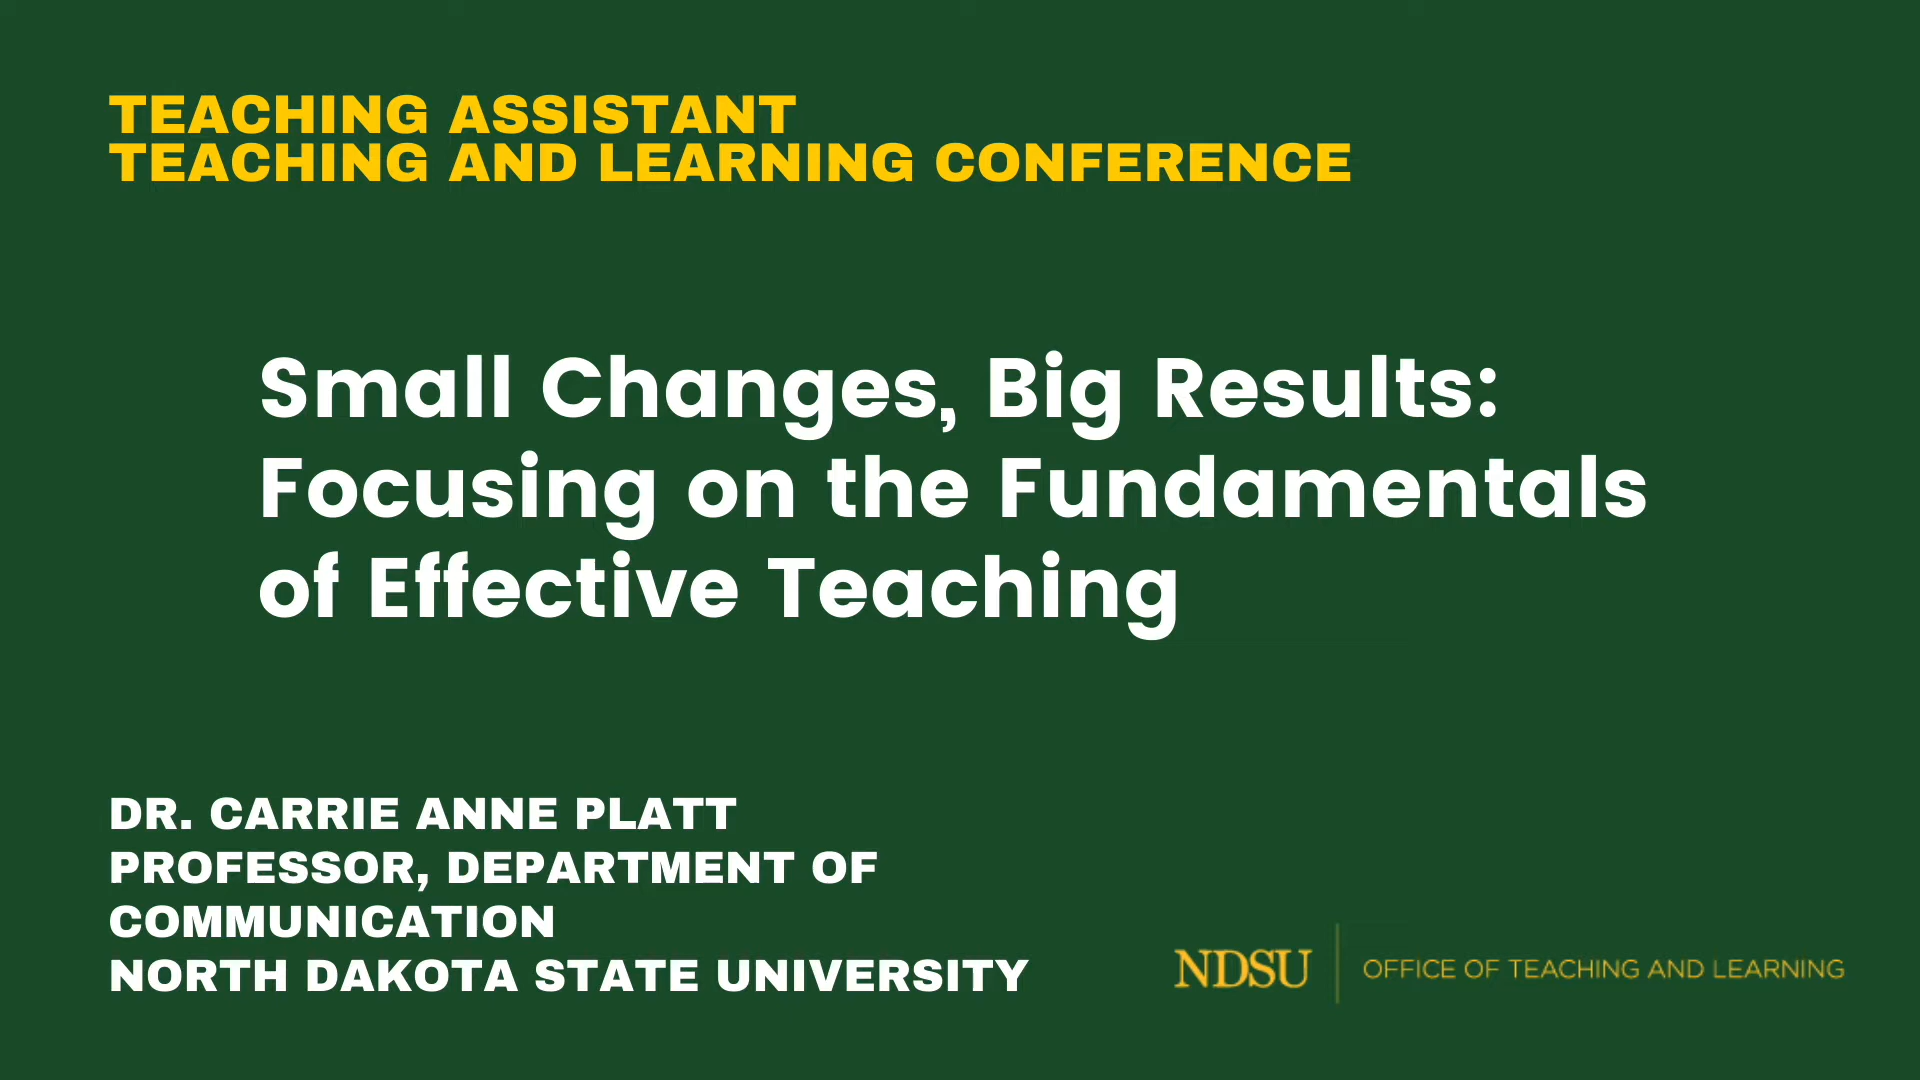 TEACHING ASSISTANT
TEACHING AND LEARNING CONFERENCE
Small Changes, Big Results:
Focusing on the Fundamentals
of Effective Teaching
DR. CARRIE ANNE PLATT
PROFESSOR, DEPARTMENT OF
COMMUNICATION
NORTH DAKOTA STATE UNIVERSITY
NDSU OFFICE OF TEACHING AND LEARNING